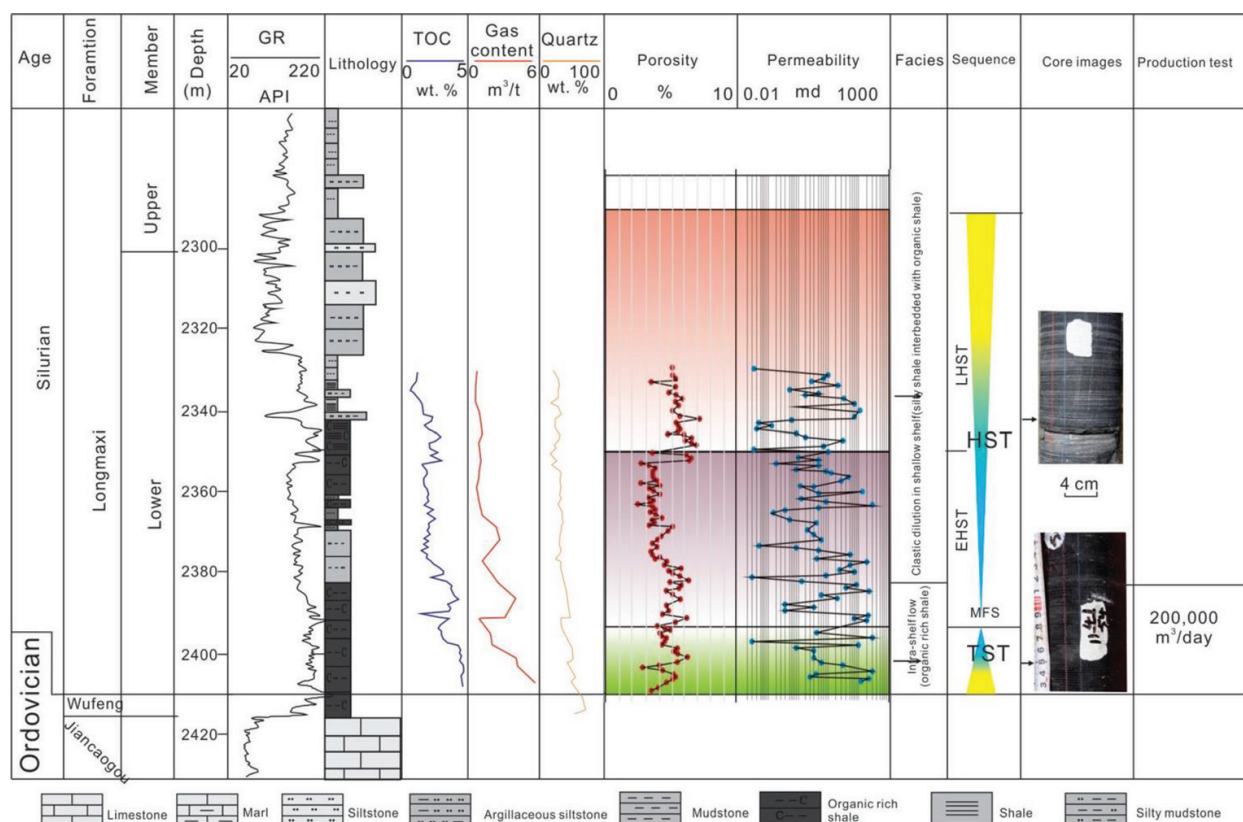 Age
Foramtion
Member
Depth
(m)
GR
20 220
API
Lithology
TOC
0 5
wt. %
Gas
content
0 6
m³/t
Quartz
0 100
wt. %
Porosity
0 % 10
Permeability
0.01 md 1000
Facies
Sequence
Core images
Production test
Silurian
Ordovician
Longmaxi
Wufeng
Jiancaogou
Upper
Lower
2300
2320
2340
2360
2380
2400
2420
Clastic dilution in shallow shelf(silty shale interbedded with organic shale)
Intra-shelf low
(organic rich shale)
LHST
HST
EHST
MFS
TST
4 cm
200,000
m³/day
Limestone
Marl
Siltstone
Argillaceous siltstone
Mudstone
Organic rich
shale
Shale
Silty mudstone